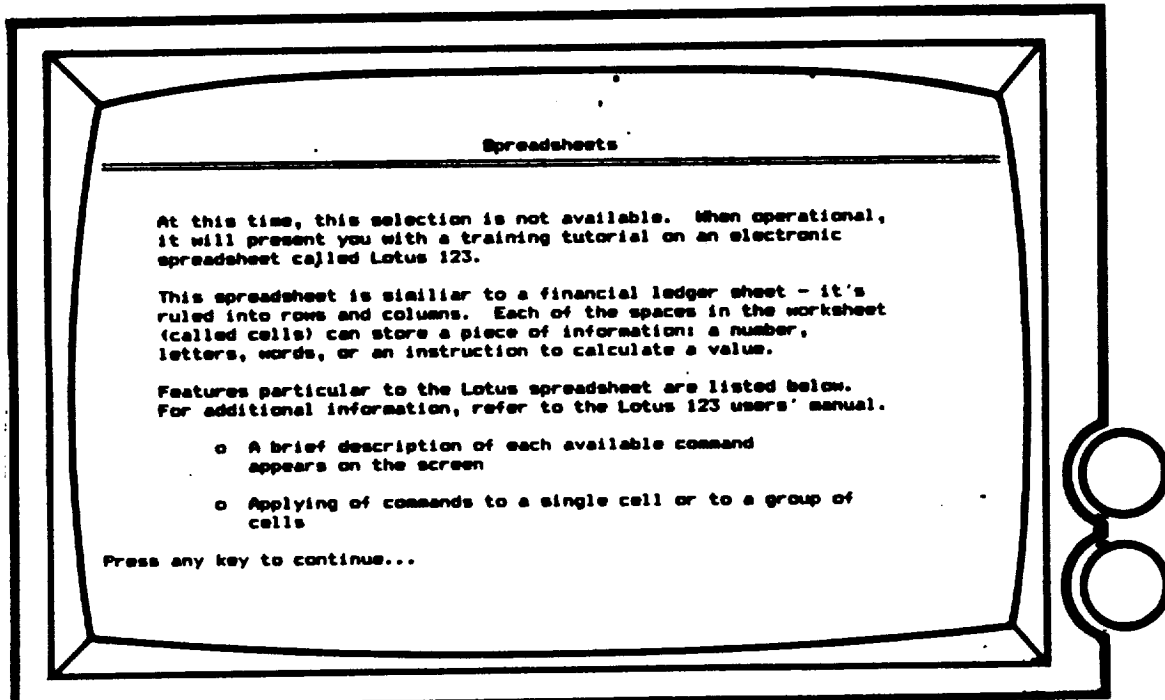 Spreadsheets
At this time, this selection is not available. When operational,
it will present you with a training tutorial on an electronic
spreadsheet called Lotus 123.
This spreadsheet is similiar to a financial ledger sheet - it's
ruled into rows and columns. Each of the spaces in the worksheet
(called cells) can store a piece of information: a number,
letters, words, or an instruction to calculate a value.
Features particular to the Lotus spreadsheet are listed below.
For additional information, refer to the Lotus 123 users' manual.
o A brief description of each available command
appears on the screen
o Applying of commands to a single cell or to a group of
cells
Press any key to continue...